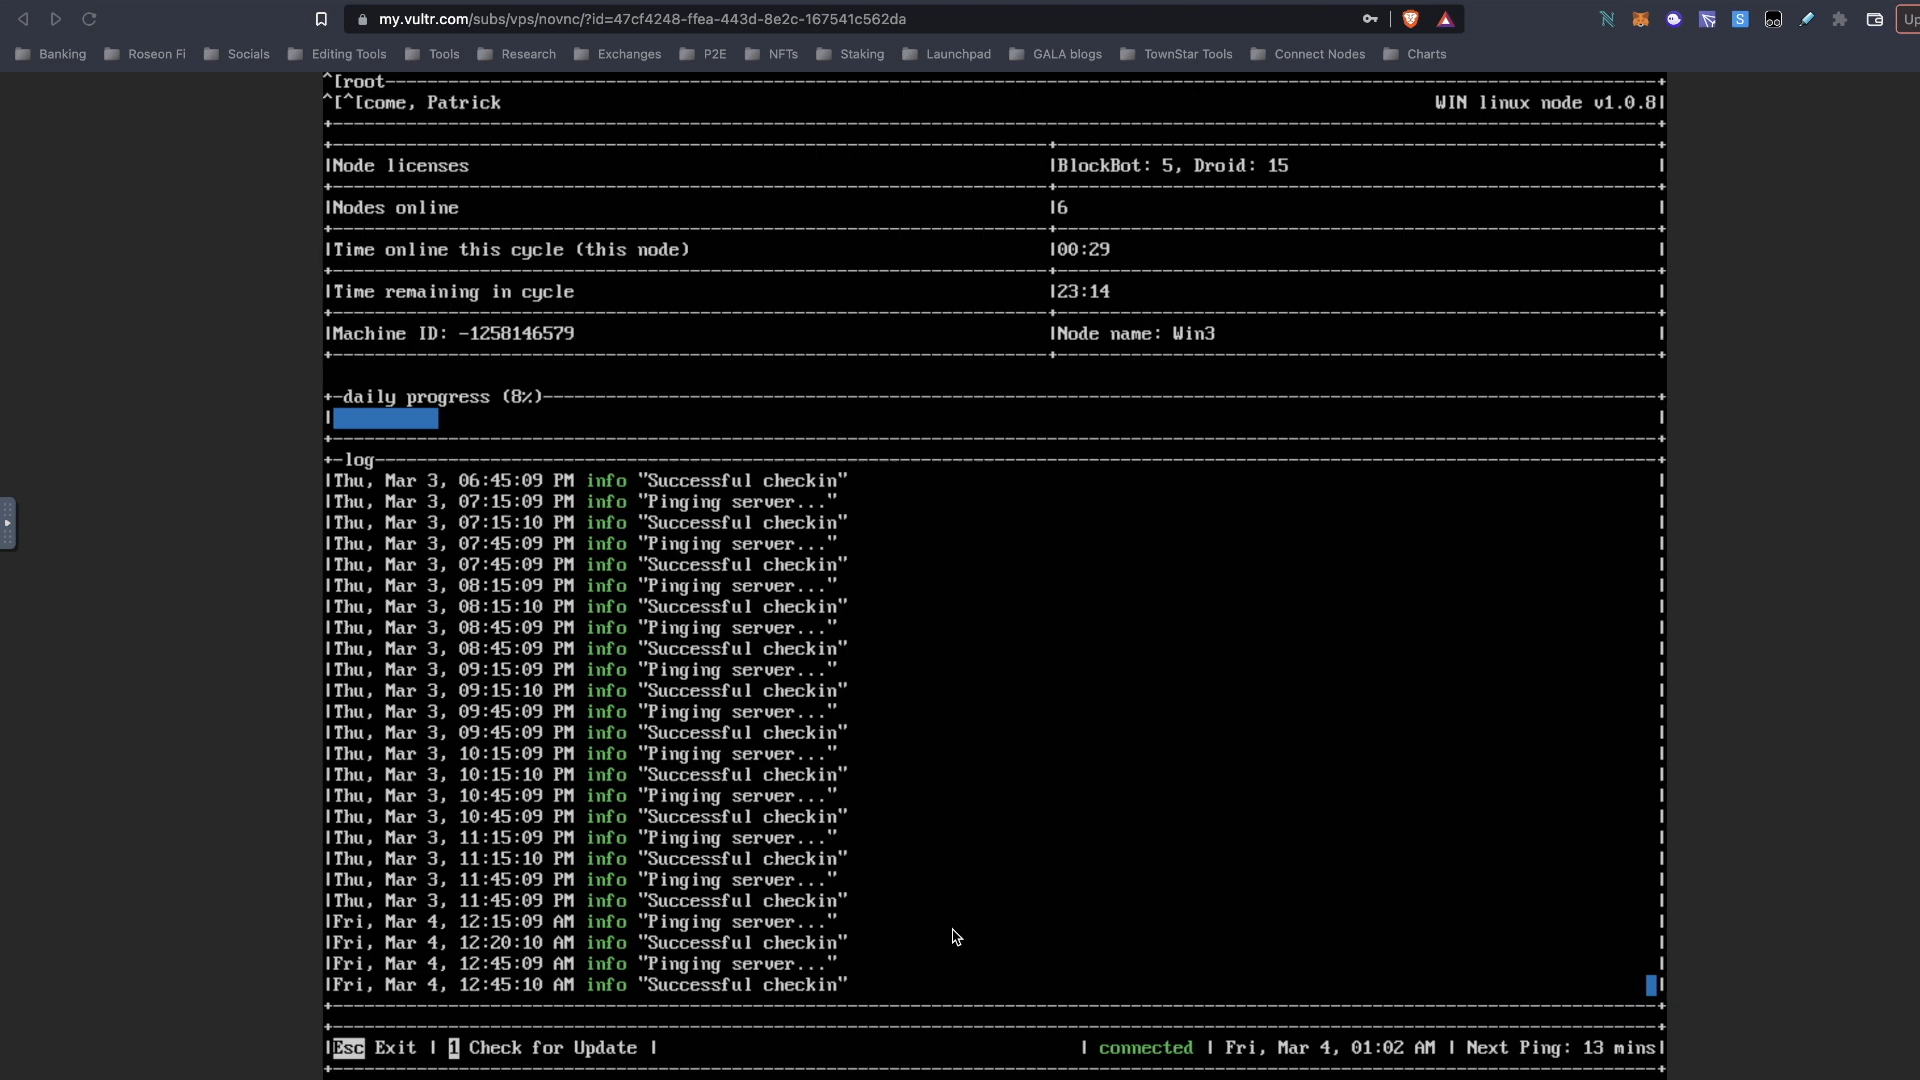 my.vultr.com/subs/vps/novnc/?id=47cf4248-ffea-443d-8e2c-167541c562da
Up
Banking Roseon Fi Socials Editing Tools Tools Research Exchanges P2E NFTs Staking Launchpad GALA blogs TownStar Tools Connect Nodes Charts
^[root
^[^[come, Patrick WIN linux node v1.0.8
Node licenses BlockBot: 5, Droid: 15
Nodes online 6
Time online this cycle (this node) 00:29
Time remaining in cycle 23:14
Machine ID: -1258146579 Node name: Win3
daily progress (8%)
log
Thu, Mar 3, 06:45:09 PM info "Successful checkin"
Thu, Mar 3, 07:15:09 PM info "Pinging server..."
Thu, Mar 3, 07:15:10 PM info "Successful checkin"
Thu, Mar 3, 07:45:09 PM info "Pinging server..."
Thu, Mar 3, 07:45:09 PM info "Successful checkin"
Thu, Mar 3, 08:15:09 PM info "Pinging server..."
Thu, Mar 3, 08:15:10 PM info "Successful checkin"
Thu, Mar 3, 08:45:09 PM info "Pinging server..."
Thu, Mar 3, 08:45:09 PM info "Successful checkin"
Thu, Mar 3, 09:15:09 PM info "Pinging server..."
Thu, Mar 3, 09:15:10 PM info "Successful checkin"
Thu, Mar 3, 09:45:09 PM info "Pinging server..."
Thu, Mar 3, 09:45:09 PM info "Successful checkin"
Thu, Mar 3, 10:15:09 PM info "Pinging server..."
Thu, Mar 3, 10:15:10 PM info "Successful checkin"
Thu, Mar 3, 10:45:09 PM info "Pinging server..."
Thu, Mar 3, 10:45:09 PM info "Successful checkin"
Thu, Mar 3, 11:15:09 PM info "Pinging server..."
Thu, Mar 3, 11:15:10 PM info "Successful checkin"
Thu, Mar 3, 11:45:09 PM info "Pinging server..."
Thu, Mar 3, 11:45:09 PM info "Successful checkin"
Fri, Mar 4, 12:15:09 AM info "Pinging server..."
Fri, Mar 4, 12:20:10 AM info "Successful checkin"
Fri, Mar 4, 12:45:09 AM info "Pinging server..."
Fri, Mar 4, 12:45:10 AM info "Successful checkin"
Esc Exit | 1 Check for Update | | connected | Fri, Mar 4, 01:02 AM | Next Ping: 13 mins